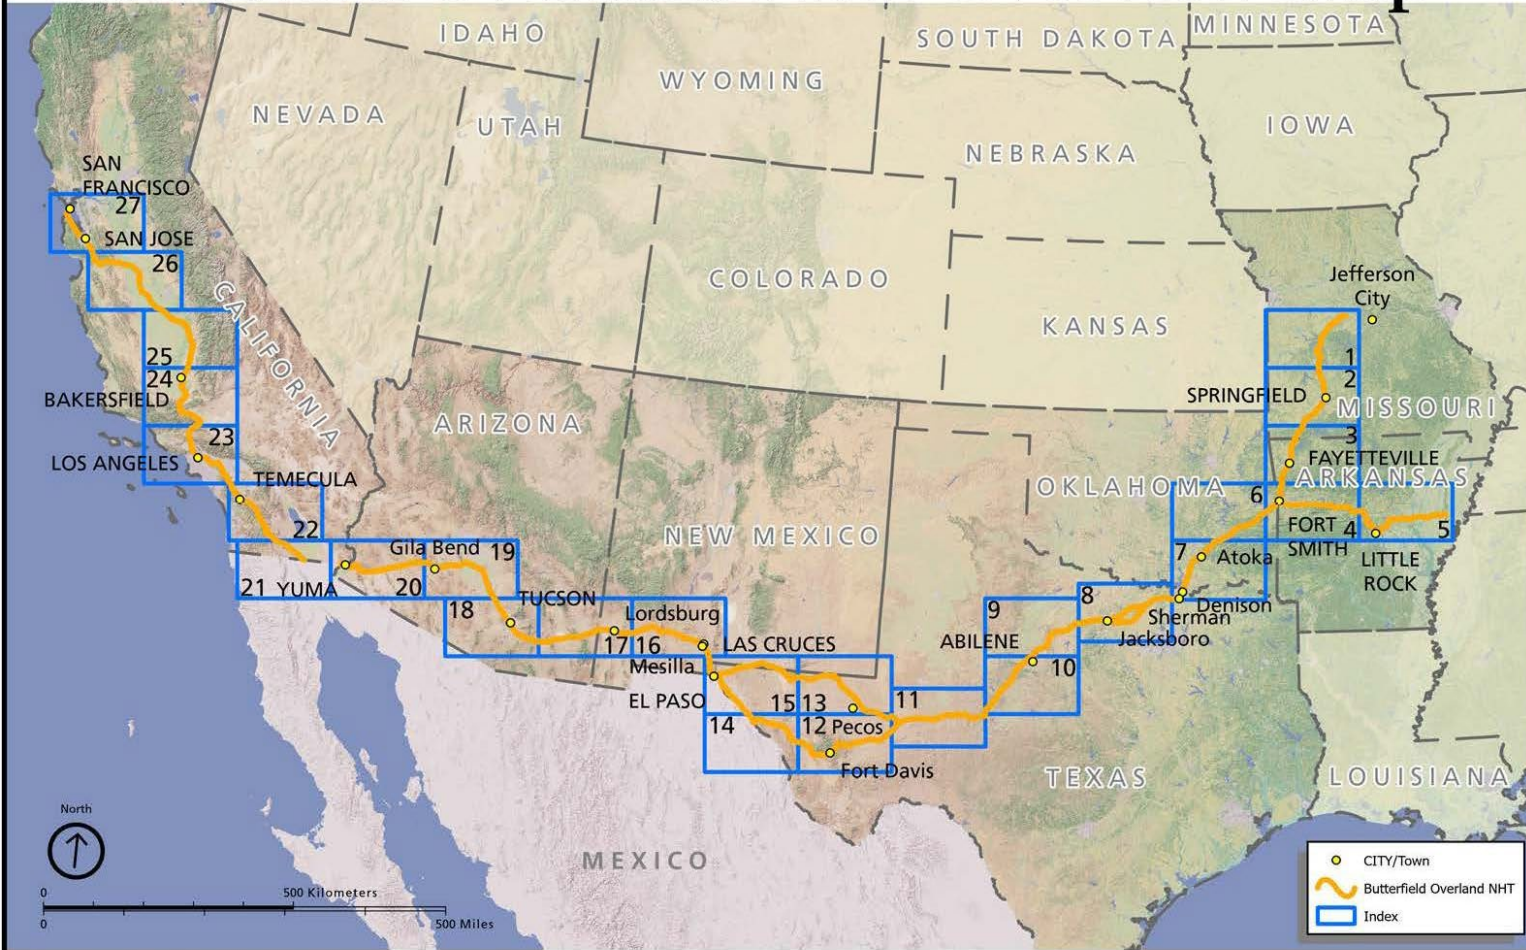 IDAHO
WYOMING
SOUTH DAKOTA
MINNESOTA
NEVADA
UTAH
NEBRASKA
IOWA
SAN
FRANCISCO
27
SAN JOSE
26
CALIFORNIA
COLORADO
KANSAS
Jefferson
City
25
24
BAKERSFIELD
23
LOS ANGELES
TEMECULA
22
ARIZONA
NEW MEXICO
OKLAHOMA
1
2
SPRINGFIELD
MISSOURI
3
FAYETTEVILLE
ARKANSAS
6
FORT
SMITH
4
5
LITTLE
ROCK
7
Atoka
21
YUMA
20
Gila Bend
19
18
TUCSON
Lordsburg
17
16
LAS CRUCES
Mesilla
EL PASO
15
13
14
12
Pecos
Fort Davis
11
9
ABILENE
10
8
Denison
Sherman
Jacksboro
TEXAS
LOUISIANA
MEXICO
North
0
500 Kilometers
0
500 Miles
CITY/Town
Butterfield Overland NHT
Index